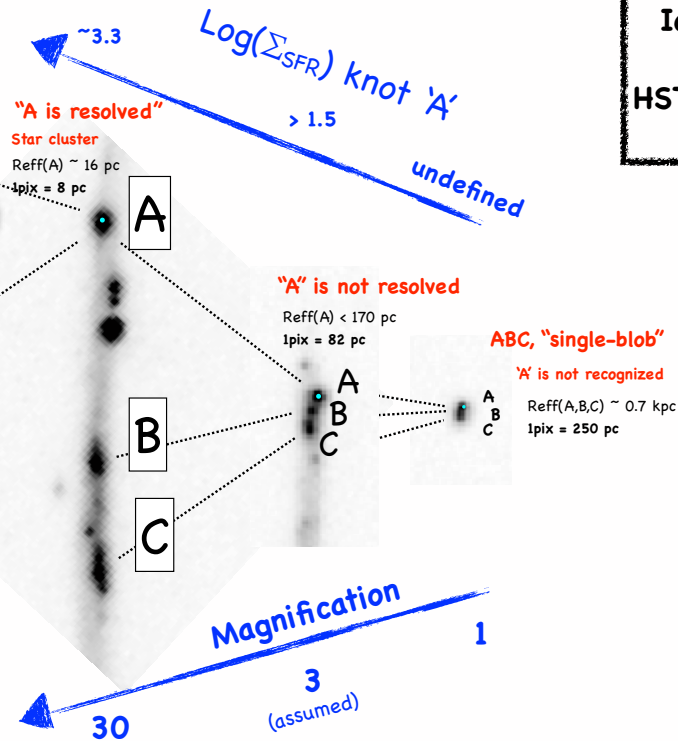 ~3.3
Log(Σ_SFR) knot ‘A’
> 1.5
undefined
HST
“A is resolved”
Star cluster
Reff(A) ~ 16 pc
1pix = 8 pc
A
B
C
“A” is not resolved
Reff(A) < 170 pc
1pix = 82 pc
A
B
C
ABC, “single-blob”
‘A’ is not recognized
Reff(A,B,C) ~ 0.7 kpc
1pix = 250 pc
A
B
C
Magnification
1
3
(assumed)
30